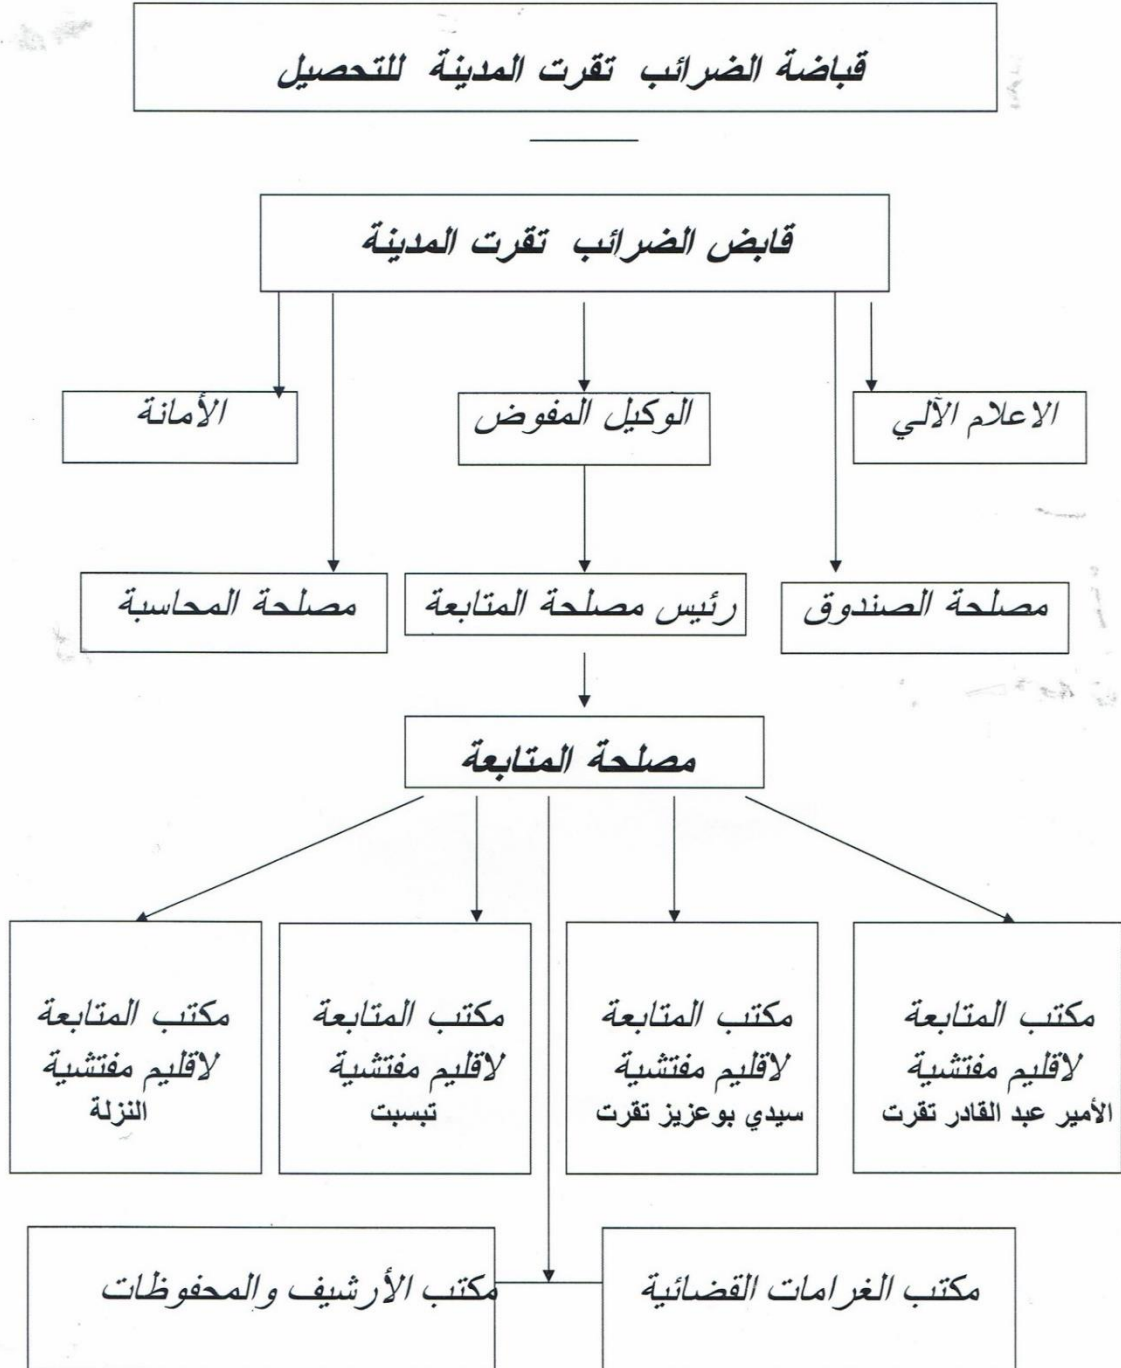 قباضة الضرائب تقرت المدينة للتحصيل
قابض الضرائب تقرت المدينة
الاعلام الآلي
الوكيل المفوض
الأمانة
مصلحة الصندوق
رئيس مصلحة المتابعة
مصلحة المحاسبة
مصلحة المتابعة
مكتب المتابعة
لاقليم مفتشية
الأمير عبد القادر تقرت
مكتب المتابعة
لاقليم مفتشية
سيدي بوعزيز تقرت
مكتب المتابعة
لاقليم مفتشية
تبسبت
مكتب المتابعة
لاقليم مفتشية
النزلة
مكتب الغرامات القضائية
مكتب الأرشيف والمحفوظات